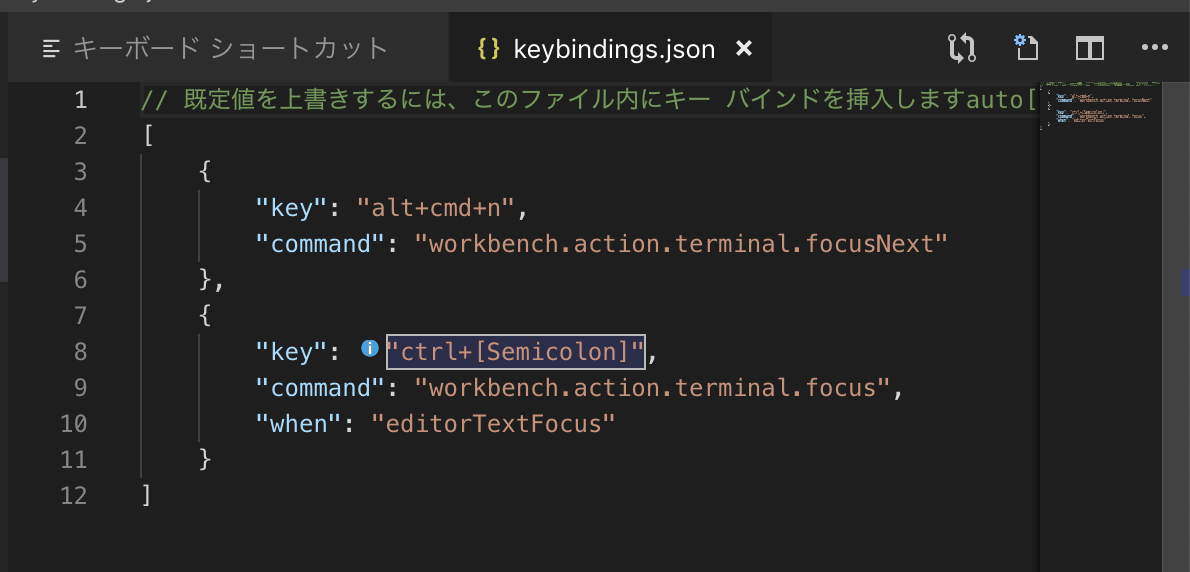 キーボード ショートカット
{} keybindings.json ×
1 // 既定値を上書きするには、このファイル内にキー バインドを挿入しますauto[
2 [
3 {
4 "key": "alt+cmd+n",
5 "command": "workbench.action.terminal.focusNext"
6 },
7 {
8 "key": "ctrl+[Semicolon]",
9 "command": "workbench.action.terminal.focus",
10 "when": "editorTextFocus"
11 }
12 ]